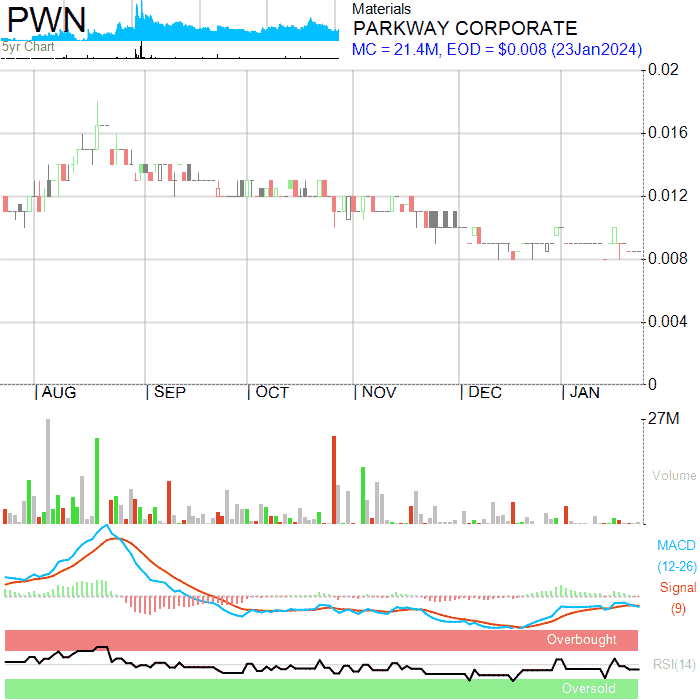 PWN
5yr Chart
Materials
PARKWAY CORPORATE
MC = 21.4M, EOD = $0.008 (23Jan2024)
0.02
0.016
0.012
0.008
0.004
0
AUG SEP OCT NOV DEC JAN
27M
Volume
MACD
(12-26)
Signal
(9)
Overbought
RSI(14)
Oversold